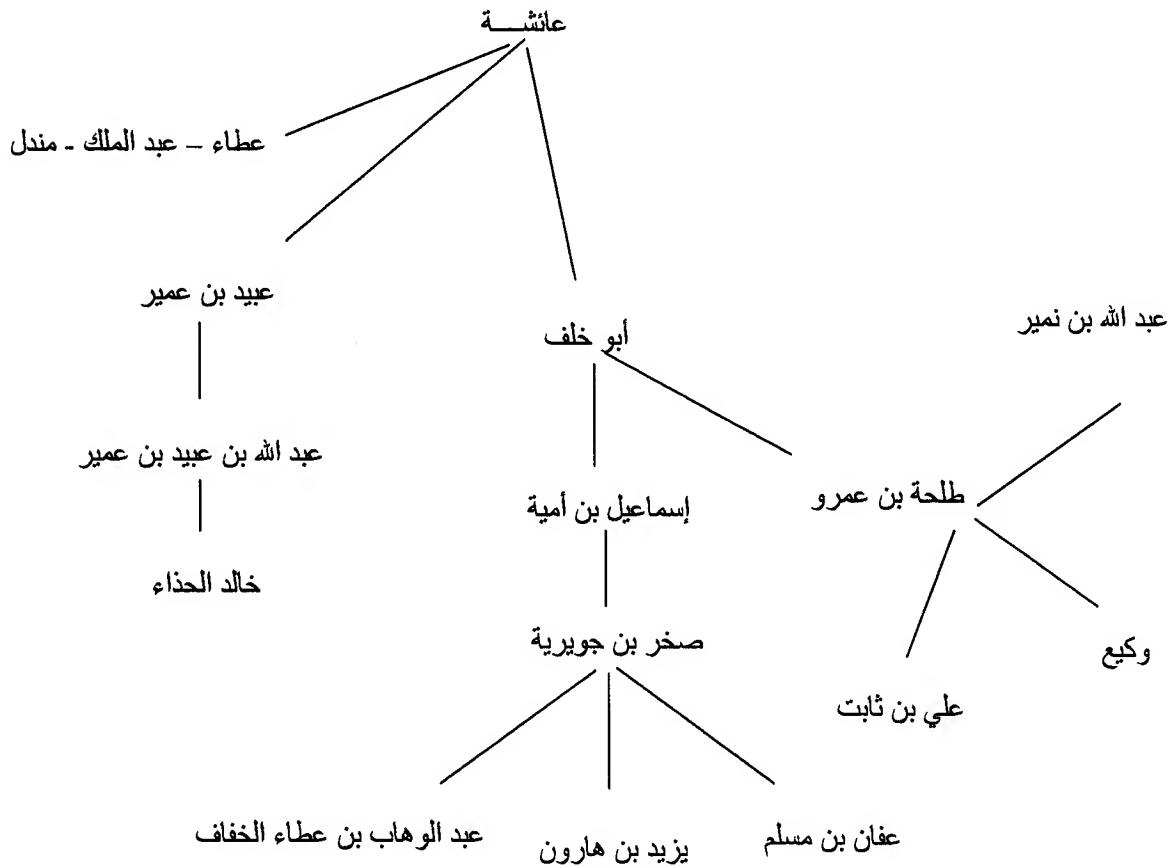 عائشـــة
عطاء – عبد الملك - مندل
عبيد بن عمير
عبد الله بن نمير
أبو خلف
عبد الله بن عبيد بن عمير
طلحة بن عمرو
إسماعيل بن أمية
خالد الحذاء
صخر بن جويرية
وكيع
علي بن ثابت
عفان بن مسلم
يزيد بن هارون
عبد الوهاب بن عطاء الخفاف